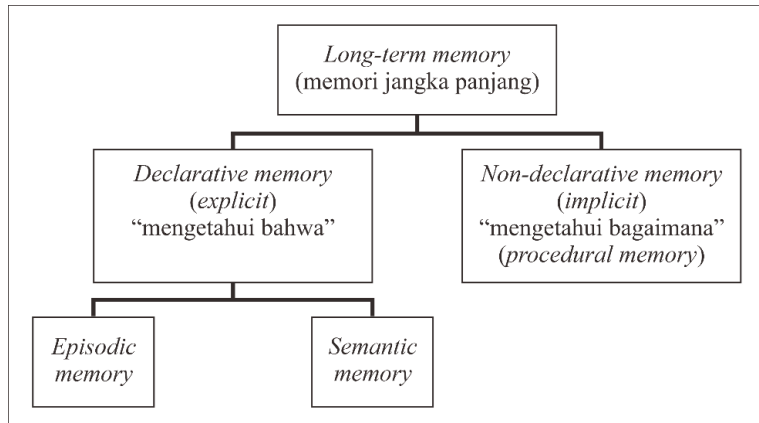 Long-term memory
(memori jangka panjang)
Declarative memory
(explicit)
“mengetahui bahwa”
Non-declarative memory
(implicit)
“mengetahui bagaimana”
(procedural memory)
Episodic
memory
Semantic
memory